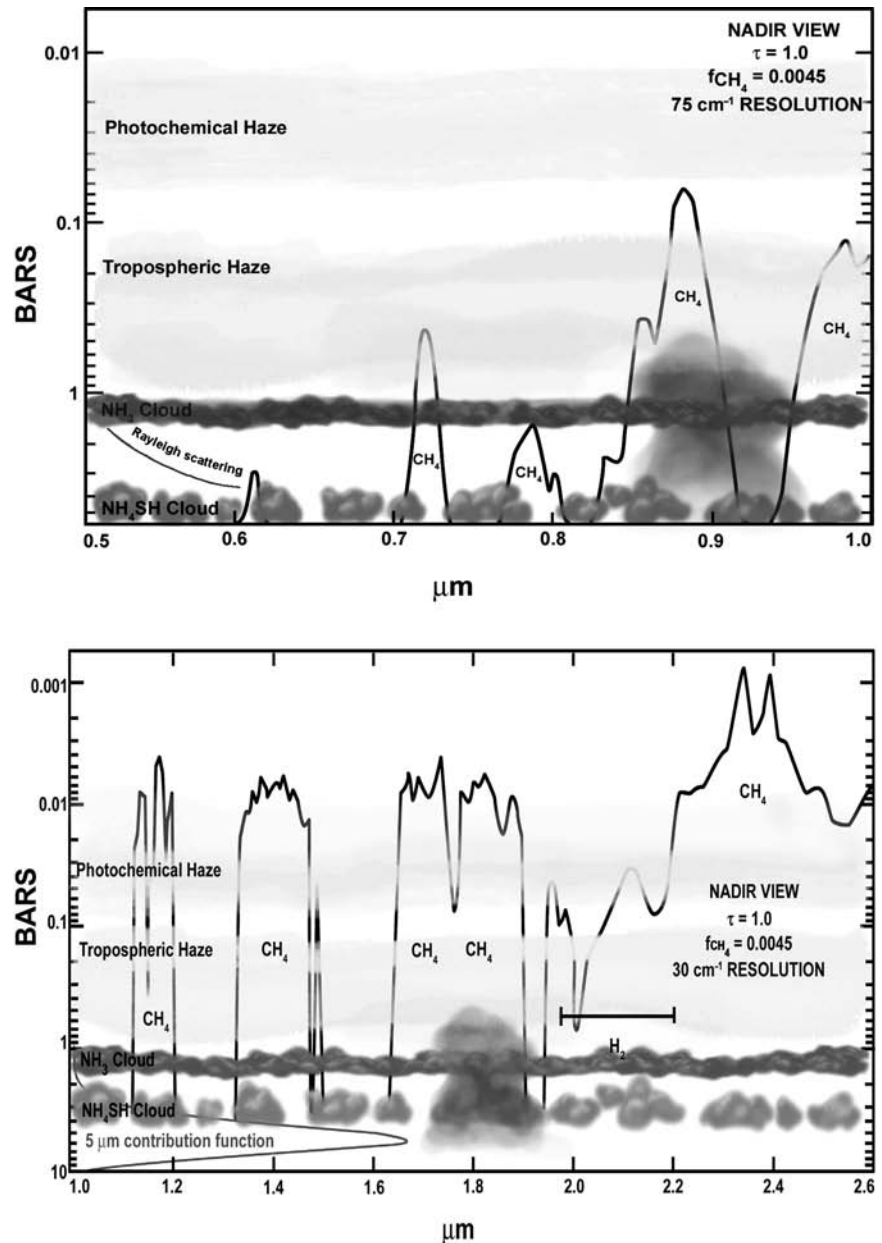 NADIR VIEW
τ = 1.0
fCH₄ = 0.0045
75 cm⁻¹ RESOLUTION
0.01
Photochemical Haze
0.1
Tropospheric Haze
BARS
CH₄
CH₄
1
NH₃ Cloud
Rayleigh scattering
CH₄
CH₄
NH₄SH Cloud
0.5
0.6
0.7
0.8
0.9
1.0
μm
0.001
0.01
CH₄
Photochemical Haze
NADIR VIEW
τ = 1.0
fCH₄ = 0.0045
30 cm⁻¹ RESOLUTION
BARS
0.1
Tropospheric Haze
CH₄
CH₄
CH₄
CH₄
1
H₂
NH₃ Cloud
NH₄SH Cloud
5 μm contribution function
10
1.0
1.2
1.4
1.6
1.8
2.0
2.2
2.4
2.6
μm